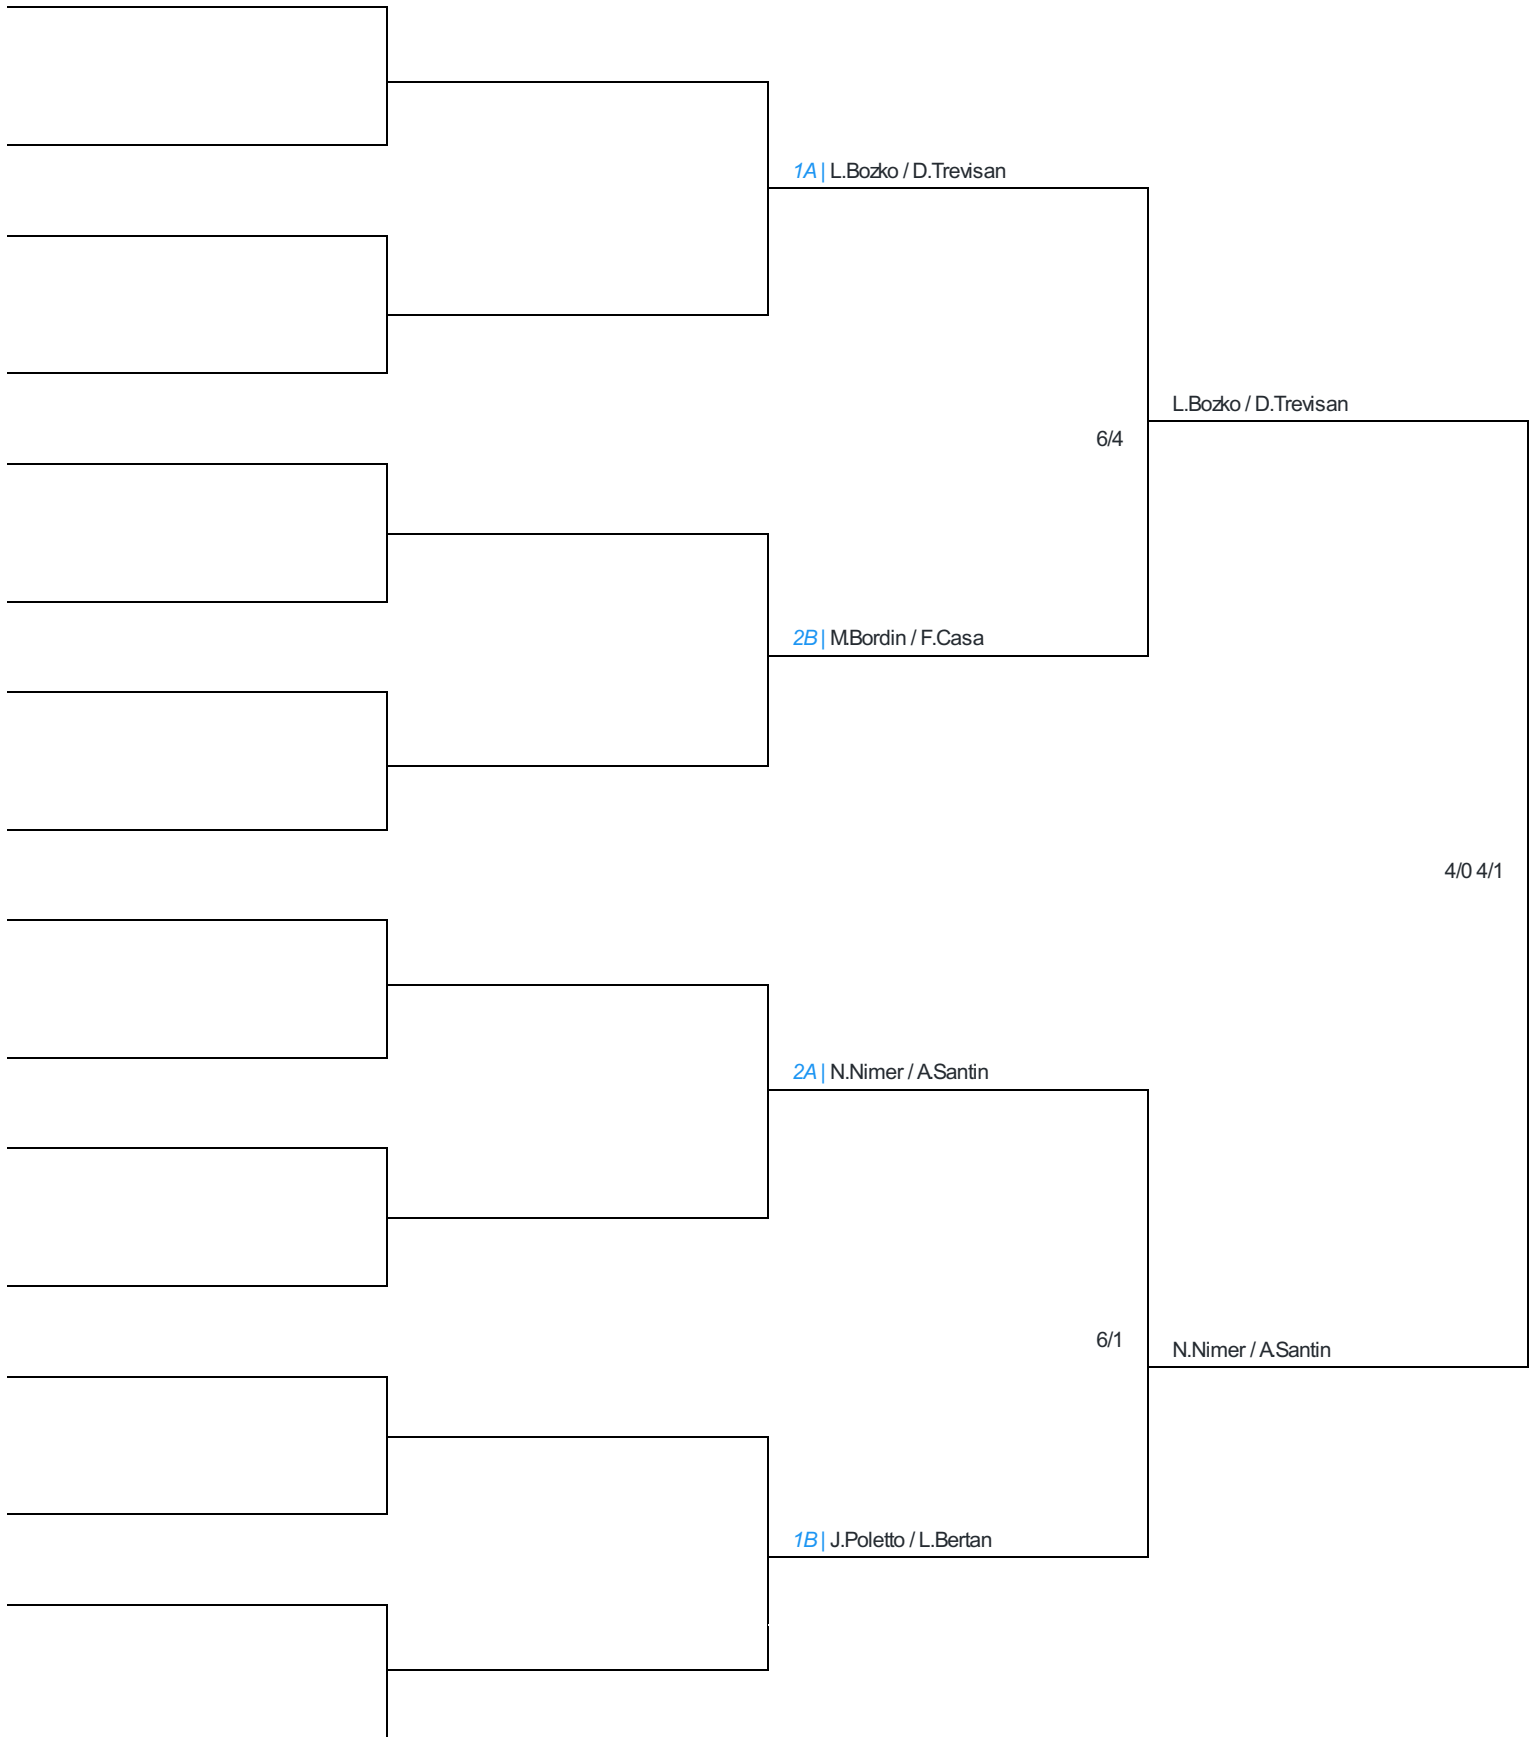 1A | L.Bozko / D.Trevisan
L.Bozko / D.Trevisan
6/4
2B | M.Bordin / F.Casa
4/0 4/1
2A | N.Nimer / A.Santin
6/1
N.Nimer / A.Santin
1B | J.Poletto / L.Bertan